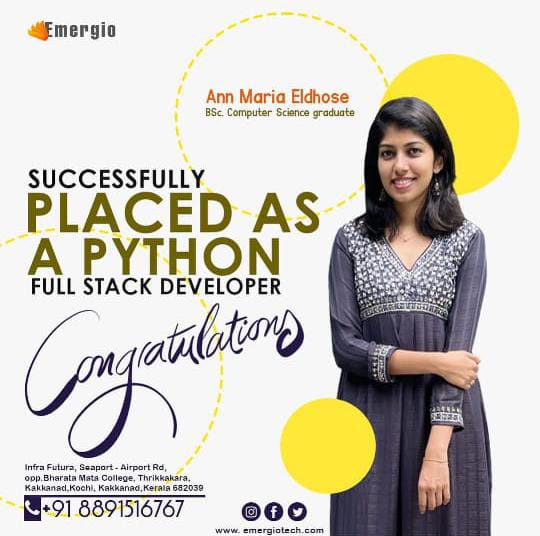 Emergio
Ann Maria Eldhose
BSc. Computer Science graduate
SUCCESSFULLY
PLACED AS
A PYTHON
FULL STACK DEVELOPER
Congratulations
Infra Futura, Seaport - Airport Rd,
opp.Bharata Mata College, Thrikkakara,
Kakkanad,Kochi, Kakkanad,Kerala 682039
+91 8891516767
www. emergiotech.com